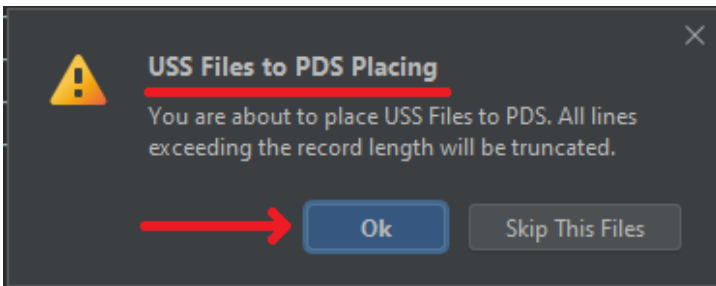 USS Files to PDS Placing
You are about to place USS Files to PDS. All lines
exceeding the record length will be truncated.
Ok
Skip This Files